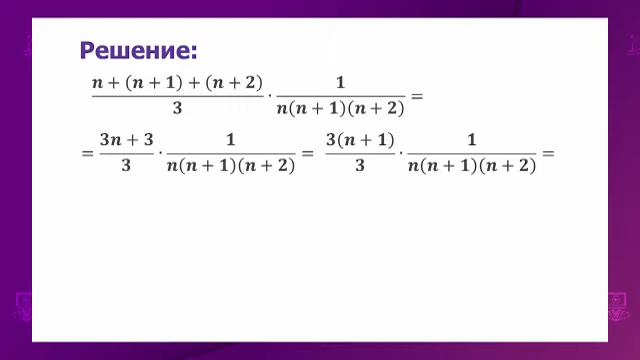 Решение:
(n + (n + 1) + (n + 2))/3 · 1/(n(n + 1)(n + 2)) =
= (3n + 3)/3 · 1/(n(n + 1)(n + 2)) = 3(n + 1)/3 · 1/(n(n + 1)(n + 2)) =